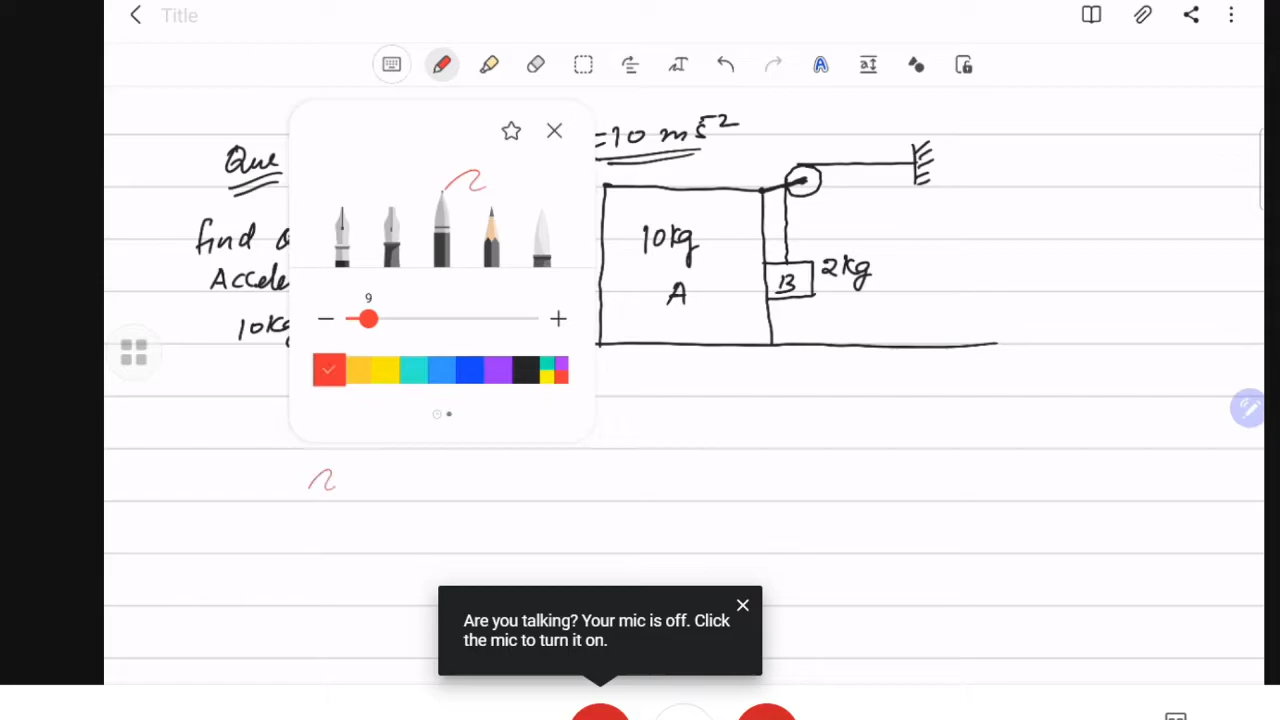 Title
Que =10 ms-2
find
Accele
10kg
10kg
A
B 2kg
9
Are you talking? Your mic is off. Click
the mic to turn it on.